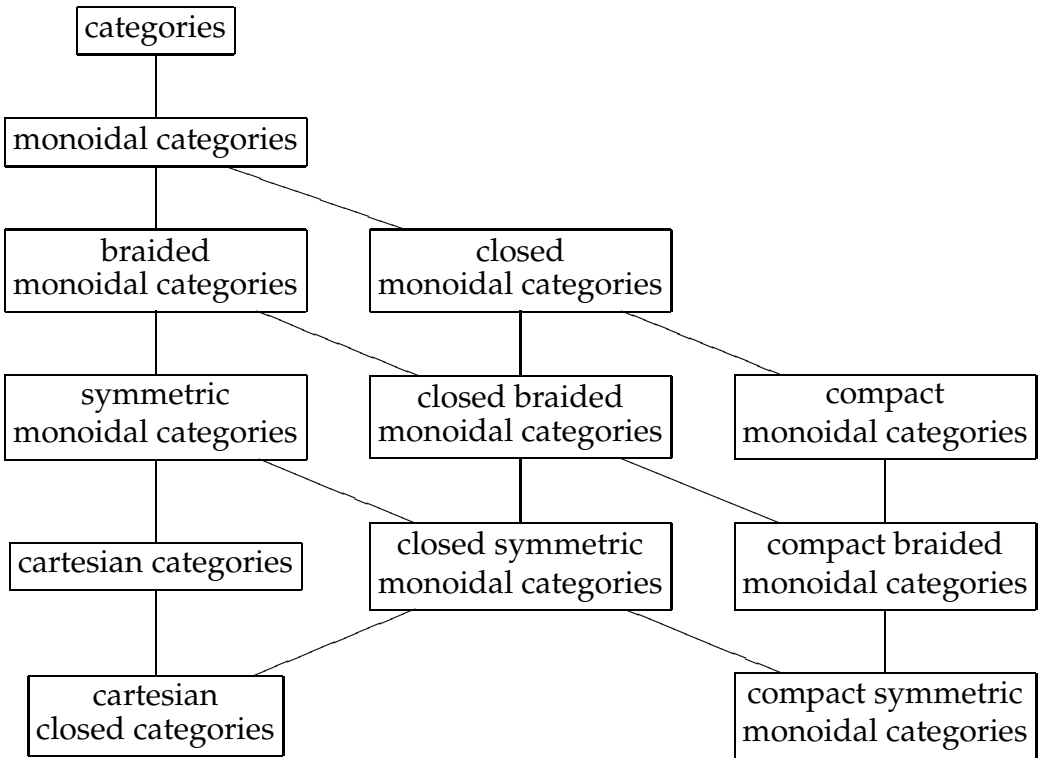 categories
monoidal categories
braided
monoidal categories
closed
monoidal categories
symmetric
monoidal categories
closed braided
monoidal categories
compact
monoidal categories
cartesian categories
closed symmetric
monoidal categories
compact braided
monoidal categories
cartesian
closed categories
compact symmetric
monoidal categories